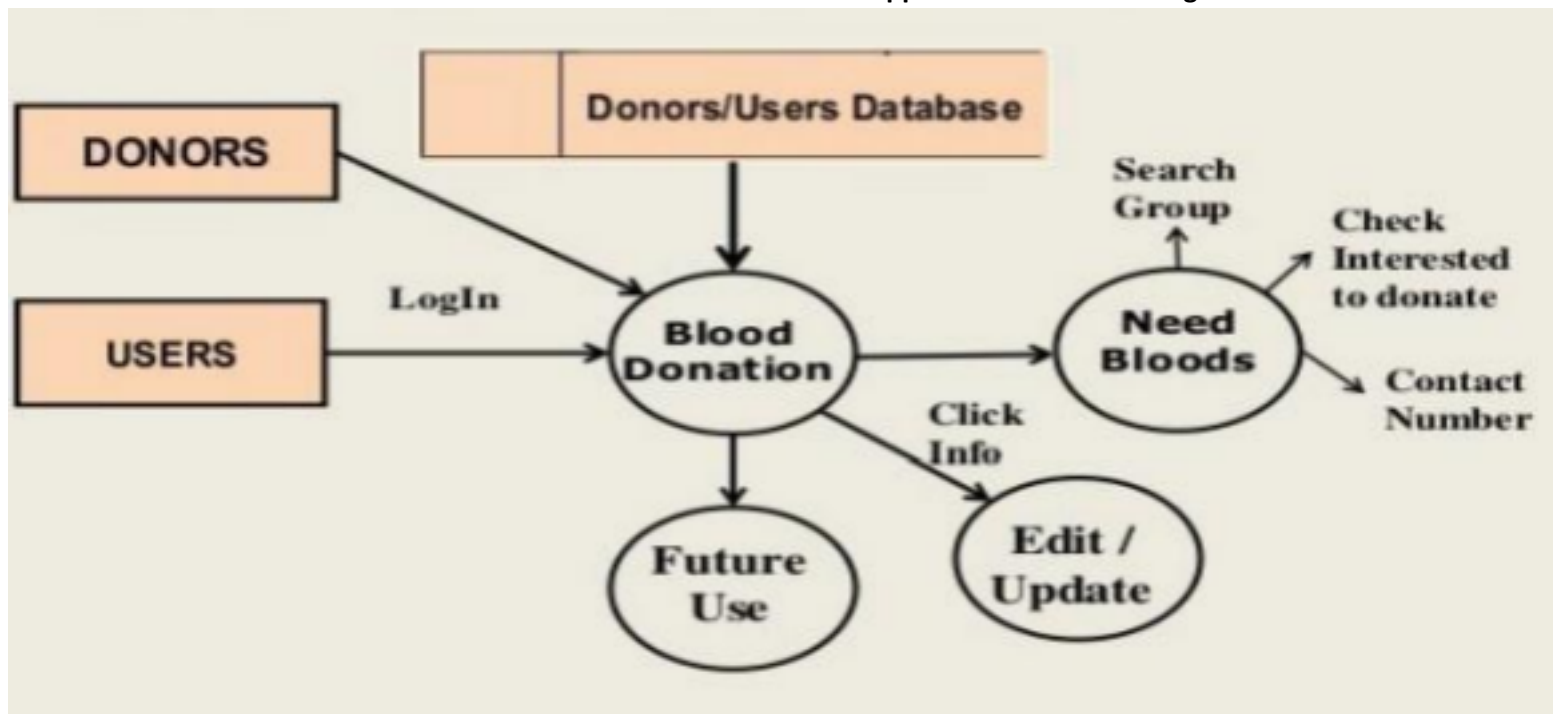 Donors/Users Database
DONORS
Search
Group
Check
Interested
to donate
LogIn
USERS
Blood
Donation
Need
Bloods
Contact
Number
Click
Info
Future
Use
Edit /
Update